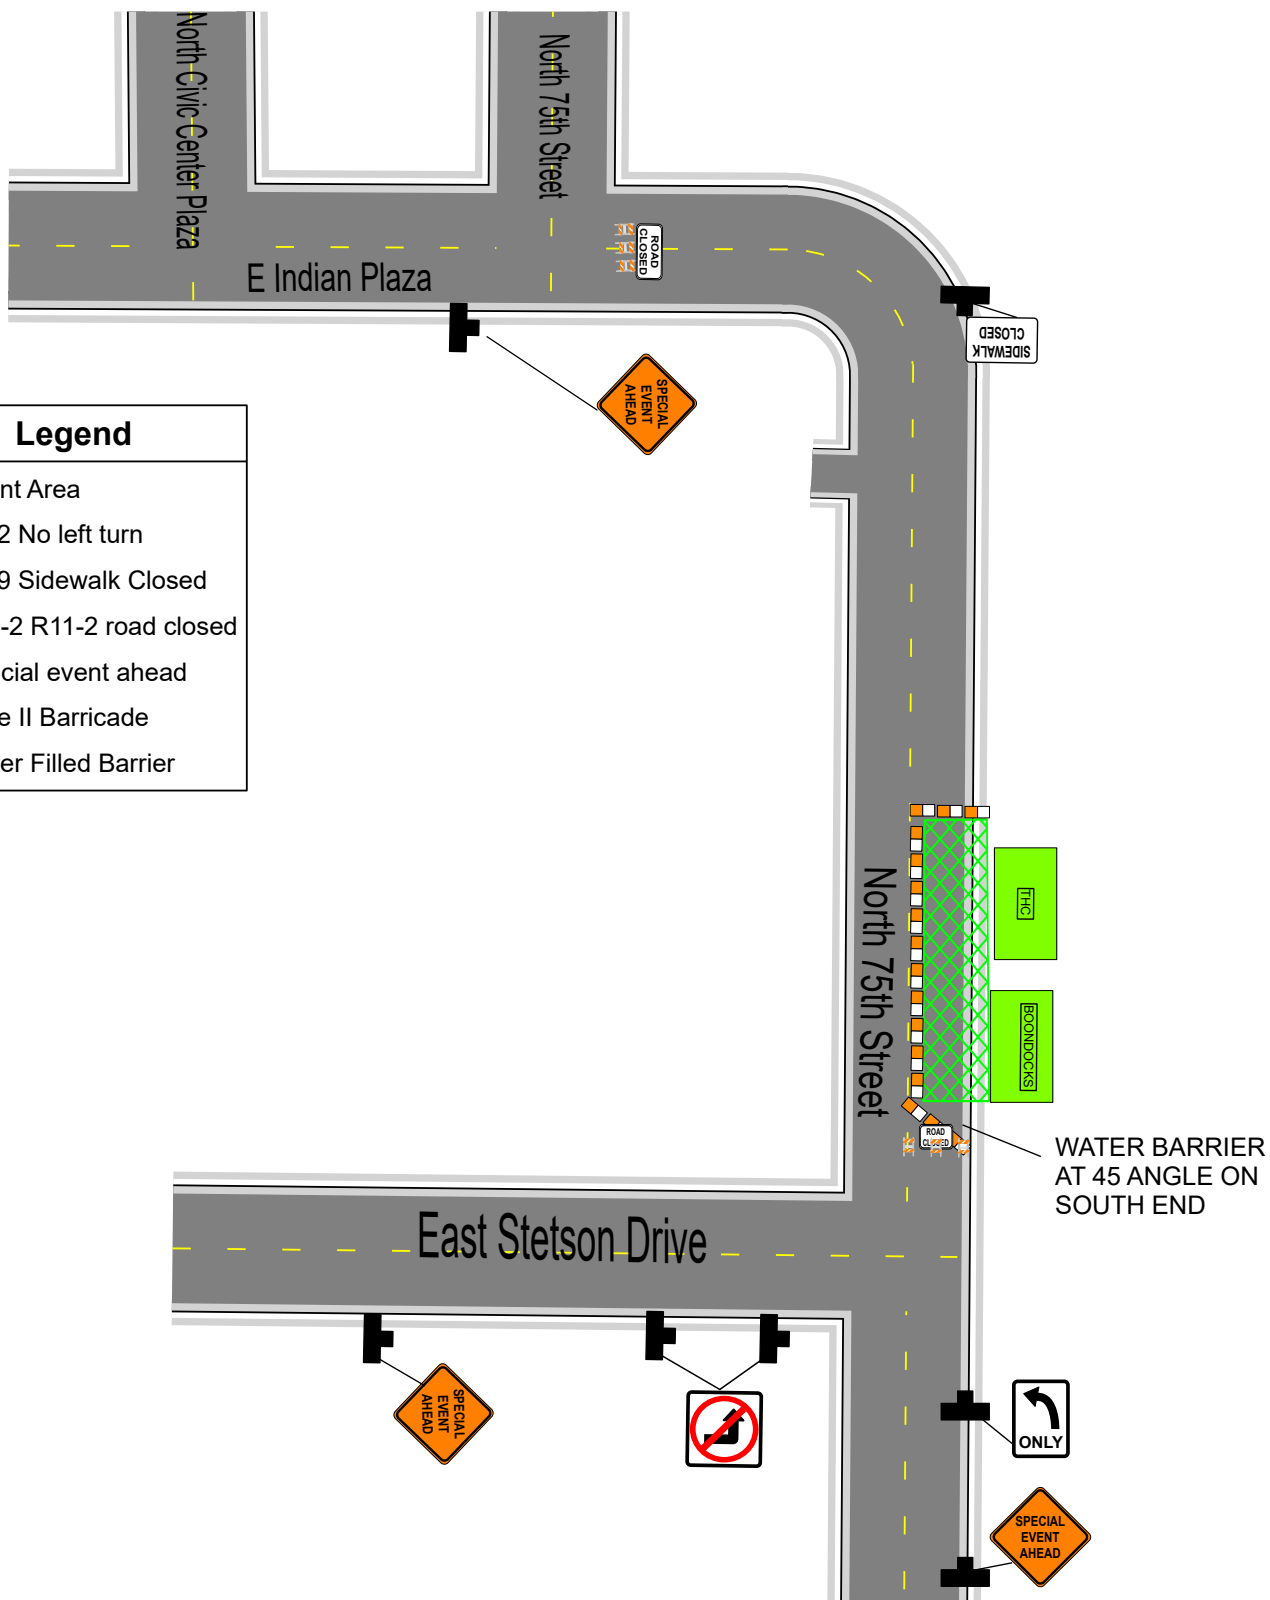 North Civic Center Plaza
North 75th Street
ROAD
CLOSED
E Indian Plaza
SIDEWALK
CLOSED
SPECIAL
EVENT
AHEAD
Legend
nt Area
2 No left turn
9 Sidewalk Closed
-2 R11-2 road closed
cial event ahead
e II Barricade
er Filled Barrier
THC
North 75th Street
BOONDOCKS
ROAD
CLOSED
WATER BARRIER
AT 45 ANGLE ON
SOUTH END
East Stetson Drive
SPECIAL
EVENT
AHEAD
ONLY
SPECIAL
EVENT
AHEAD